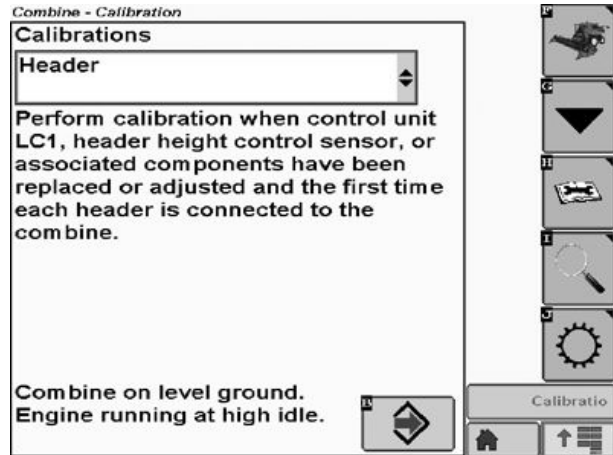 Combine - Calibration
Calibrations
Header
Perform calibration when control unit
LC1, header height control sensor, or
associated components have been
replaced or adjusted and the first time
each header is connected to the
combine.
Combine on level ground.
Engine running at high idle.
F
G
H
I
J
B
Calibratio